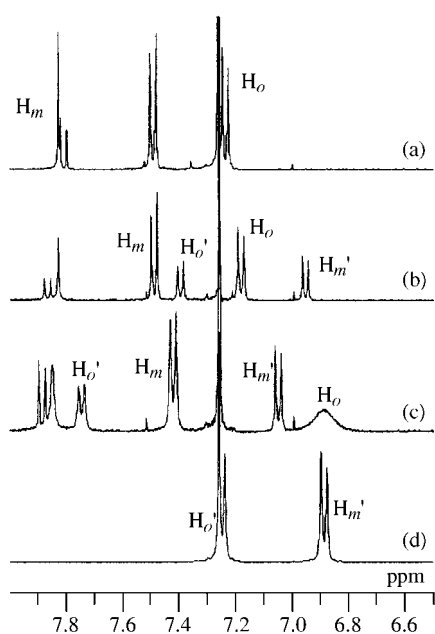 Hm Ho (a)
Hm Ho' Ho Hm' (b)
Ho' Hm Hm' Ho (c)
Ho' Hm' (d)
ppm
7.8 7.6 7.4 7.2 7.0 6.8 6.6